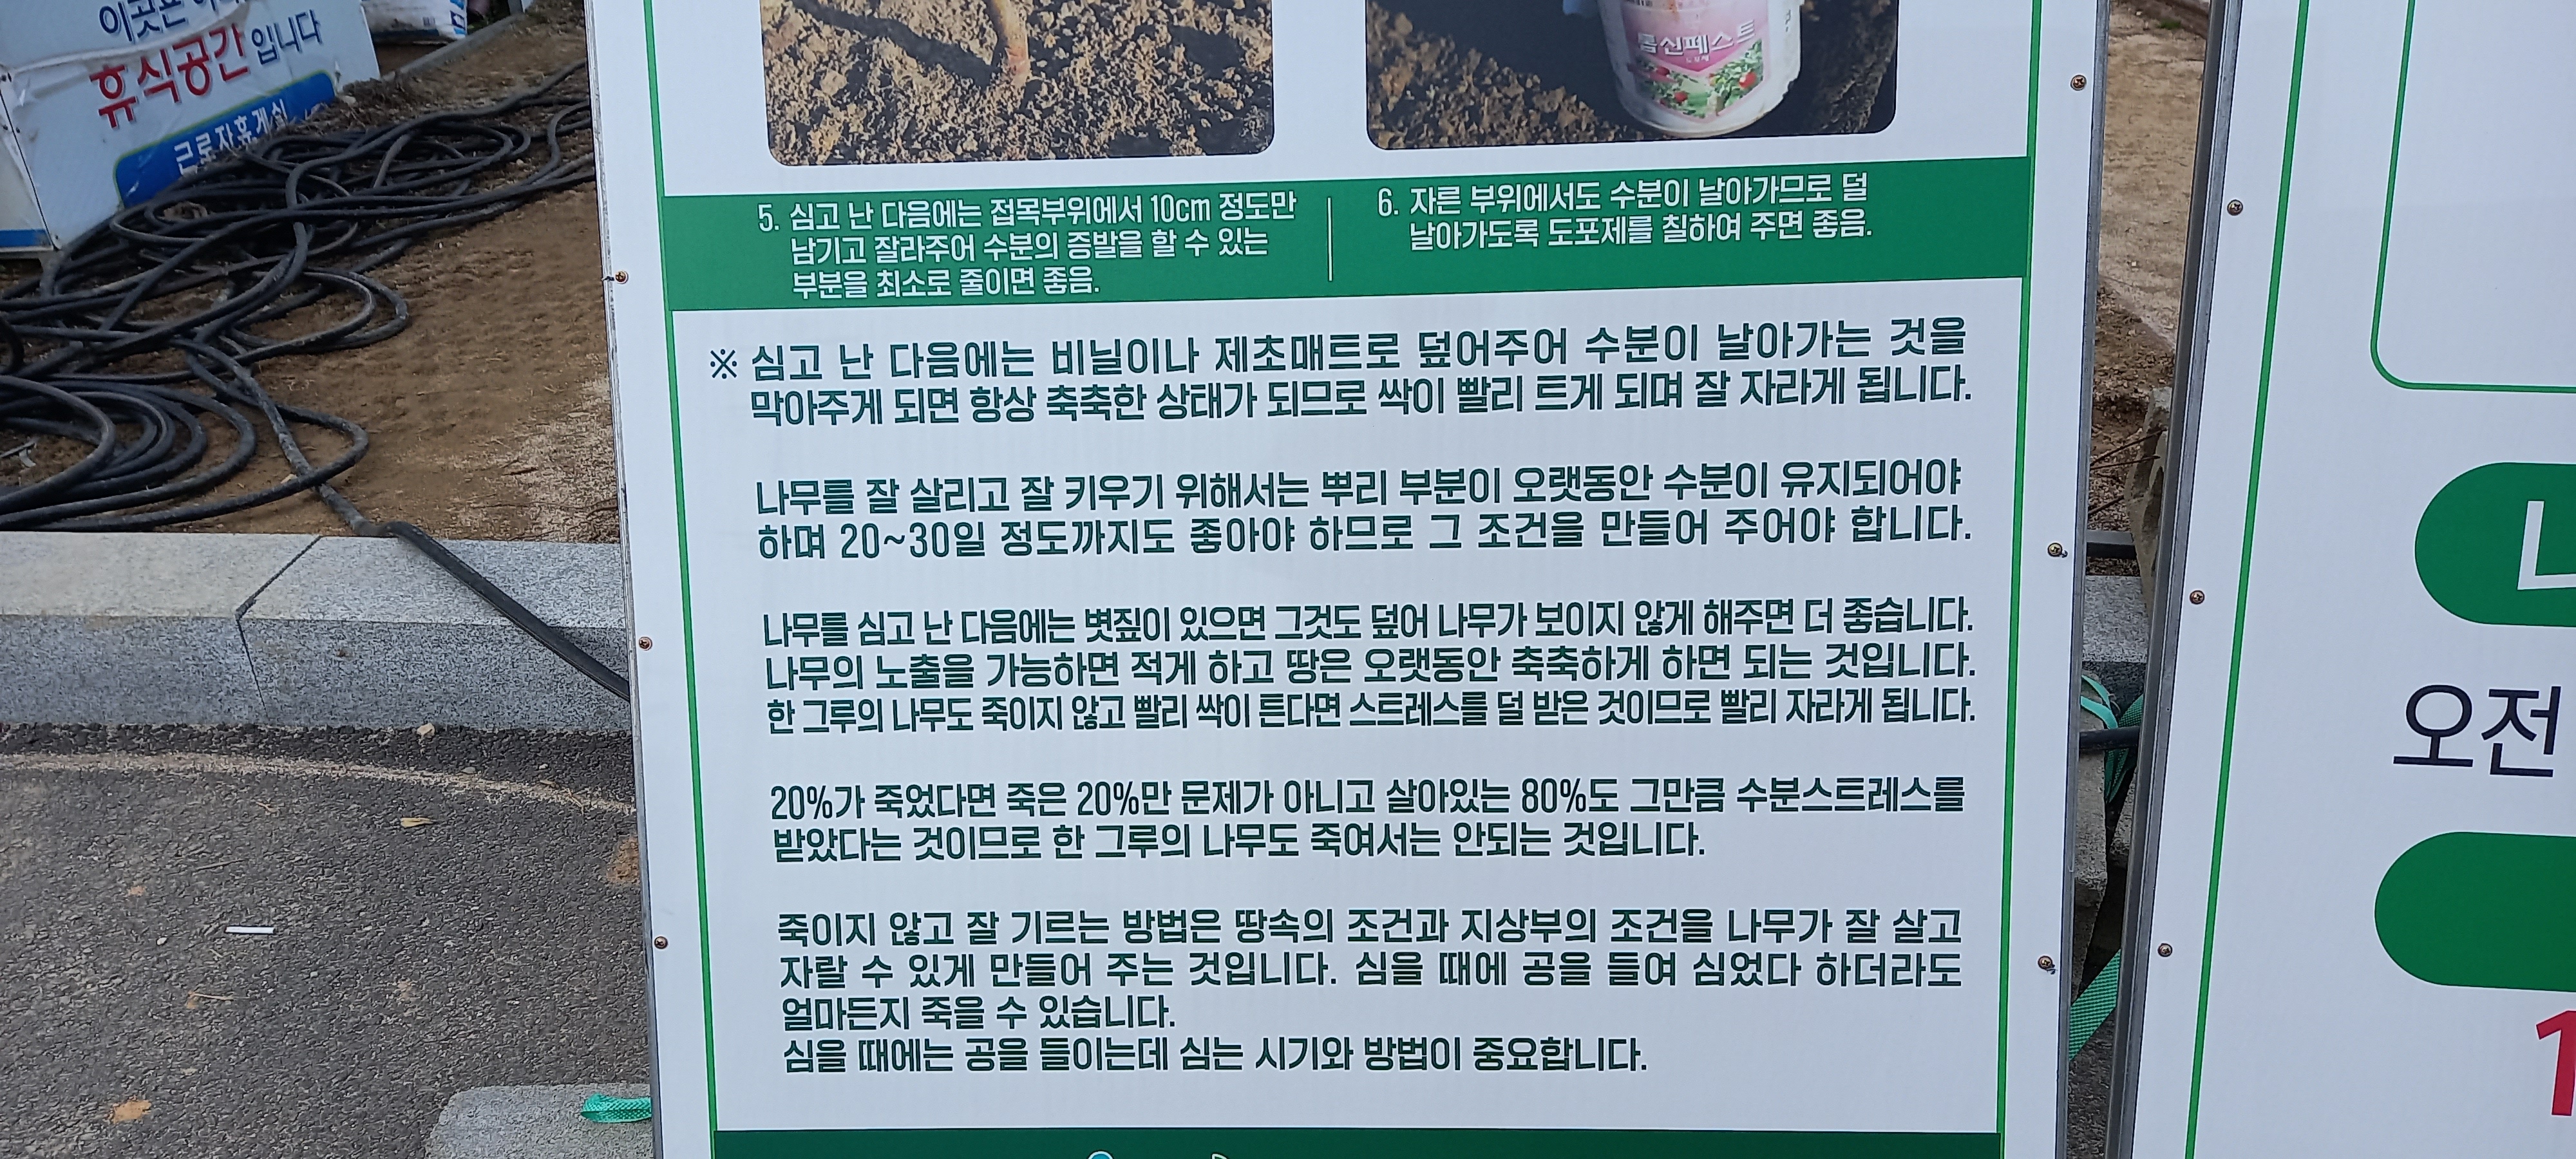 휴식공간입니다
근로자휴게실
톱신페스트
도포제
5. 심고 난 다음에는 접목부위에서 10cm 정도만
남기고 잘라주어 수분의 증발을 할 수 있는
부분을 최소로 줄이면 좋음.
6. 자른 부위에서도 수분이 날아가므로 덜
날아가도록 도포제를 칠하여 주면 좋음.
※ 심고 난 다음에는 비닐이나 제초매트로 덮어주어 수분이 날아가는 것을
막아주게 되면 항상 축축한 상태가 되므로 싹이 빨리 트게 되며 잘 자라게 됩니다.
나무를 잘 살리고 잘 키우기 위해서는 뿌리 부분이 오랫동안 수분이 유지되어야
하며 20~30일 정도까지도 좋아야 하므로 그 조건을 만들어 주어야 합니다.
나무를 심고 난 다음에는 볏짚이 있으면 그것도 덮어 나무가 보이지 않게 해주면 더 좋습니다.
나무의 노출을 가능하면 적게 하고 땅은 오랫동안 축축하게 하면 되는 것입니다.
한 그루의 나무도 죽이지 않고 빨리 싹이 튼다면 스트레스를 덜 받은 것이므로 빨리 자라게 됩니다.
20%가 죽었다면 죽은 20%만 문제가 아니고 살아있는 80%도 그만큼 수분스트레스를
받았다는 것이므로 한 그루의 나무도 죽여서는 안되는 것입니다.
죽이지 않고 잘 기르는 방법은 땅속의 조건과 지상부의 조건을 나무가 잘 살고
자랄 수 있게 만들어 주는 것입니다. 심을 때에 공을 들여 심었다 하더라도
얼마든지 죽을 수 있습니다.
심을 때에는 공을 들이는데 심는 시기와 방법이 중요합니다.
오전
1